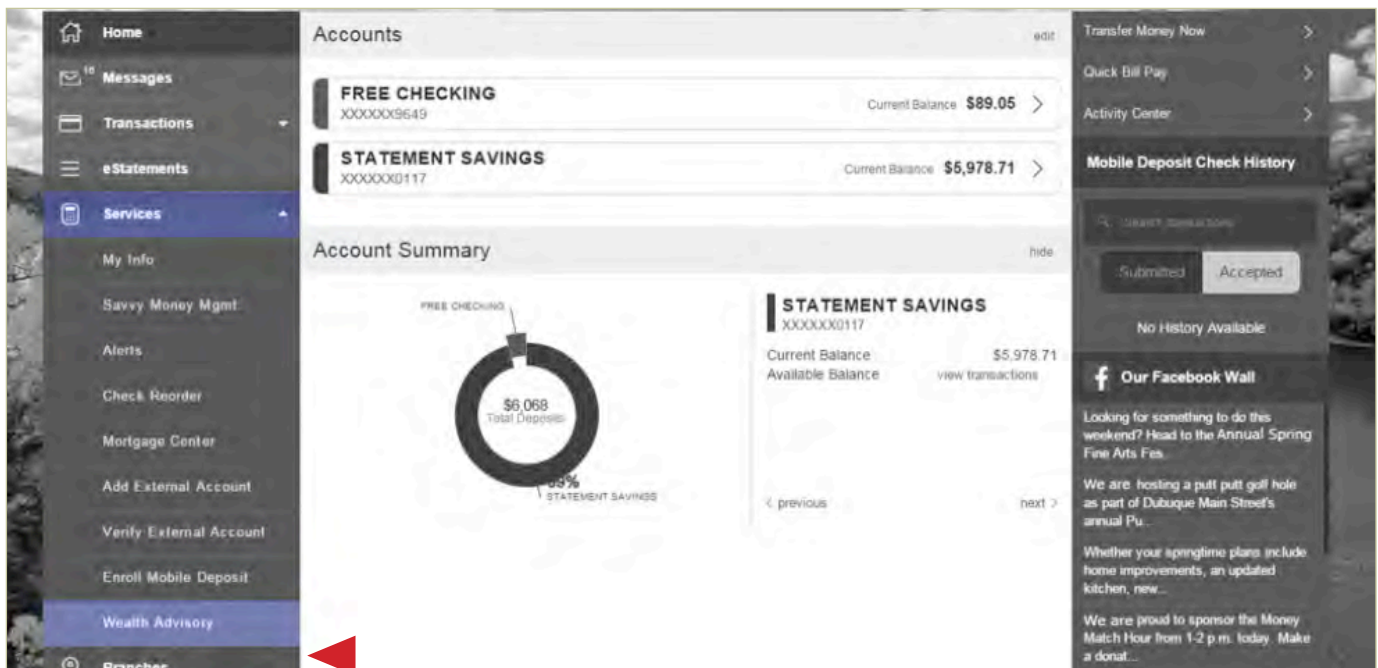 Home
16
Messages
Transactions
eStatements
Services
My Info
Savvy Money Mgmt.
Alerts
Check Reorder
Mortgage Center
Add External Account
Verify External Account
Enroll Mobile Deposit
Wealth Advisory
Branches
Accounts
edit
FREE CHECKING
XXXXXX9649
Current Balance $89.05
STATEMENT SAVINGS
XXXXXX0117
Current Balance $5,978.71
Account Summary
hide
FREE CHECKING
$6,068
Total Deposits
STATEMENT SAVINGS
STATEMENT SAVINGS
XXXXXX0117
Current Balance $5,978.71
Available Balance view transactions
< previous next >
Transfer Money Now >
Quick Bill Pay >
Activity Center >
Mobile Deposit Check History
Search transactions
Submitted Accepted
No History Available
Our Facebook Wall
Looking for something to do this
weekend? Head to the Annual Spring
Fine Arts Fes...
We are hosting a putt putt golf hole
as part of Dubuque Main Street's
annual Pu...
Whether your springtime plans include
home improvements, an updated
kitchen, new...
We are proud to sponsor the Money
Match Hour from 1-2 p.m. today. Make
a donat...